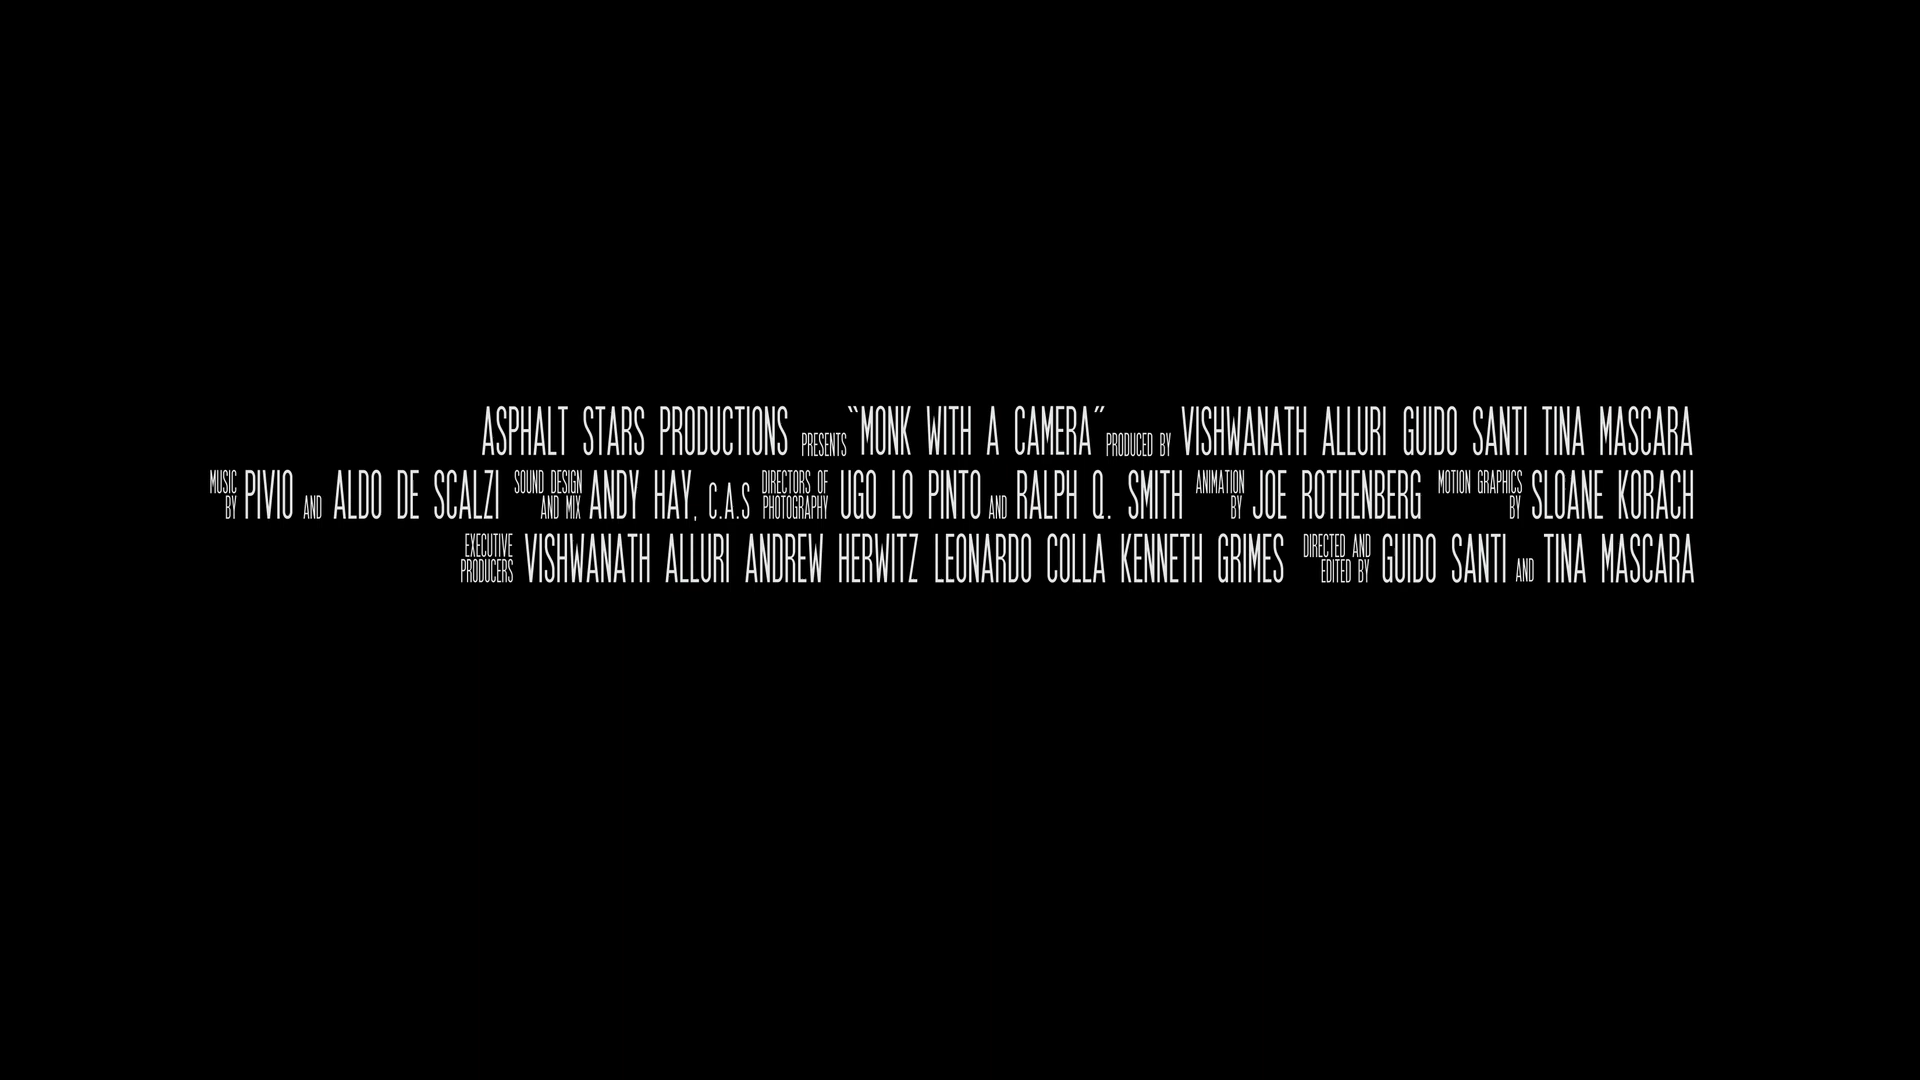 ASPHALT STARS PRODUCTIONS PRESENTS “MONK WITH A CAMERA” PRODUCED BY VISHWANATH ALLURI GUIDO SANTI TINA MASCARA
MUSIC BY PIVIO AND ALDO DE SCALZI SOUND DESIGN AND MIX ANDY HAY, C.A.S DIRECTORS OF PHOTOGRAPHY UGO LO PINTO AND RALPH Q. SMITH ANIMATION BY JOE ROTHENBERG MOTION GRAPHICS BY SLOANE KORACH
EXECUTIVE PRODUCERS VISHWANATH ALLURI ANDREW HERWITZ LEONARDO COLLA KENNETH GRIMES DIRECTED AND EDITED BY GUIDO SANTI AND TINA MASCARA